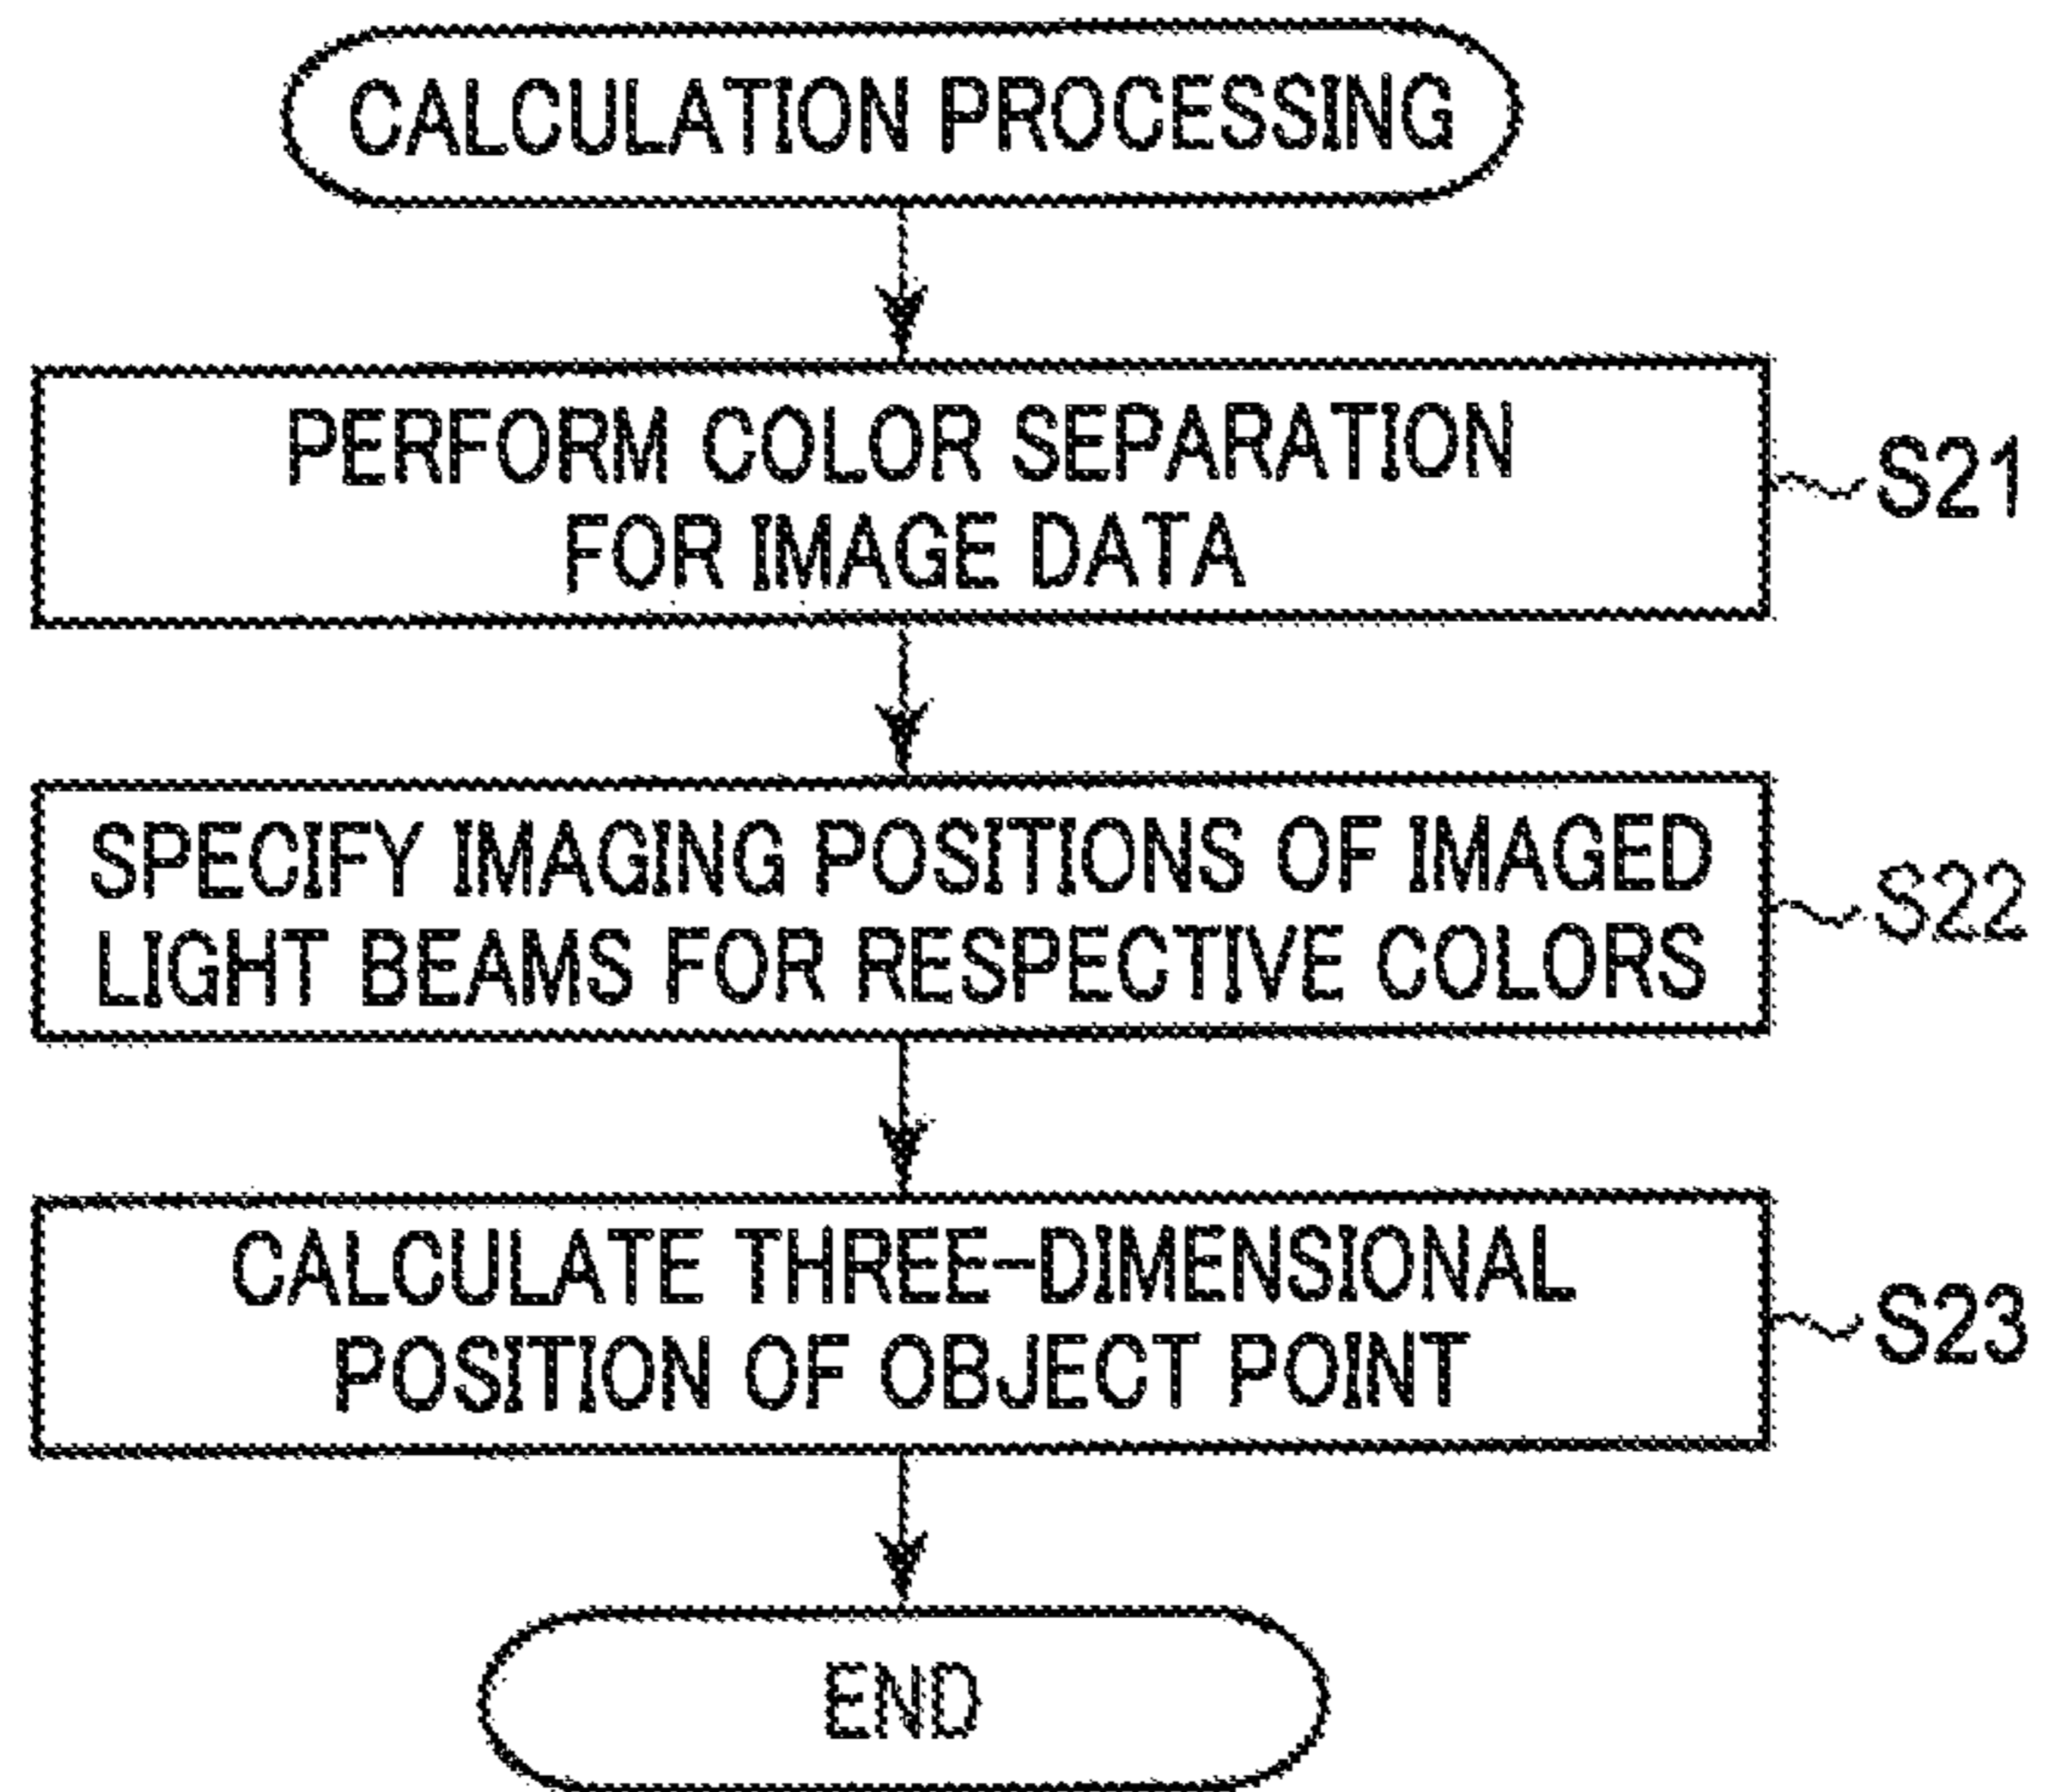 CALCULATION PROCESSING
PERFORM COLOR SEPARATION
FOR IMAGE DATA
S21
SPECIFY IMAGING POSITIONS OF IMAGED
LIGHT BEAMS FOR RESPECTIVE COLORS
S22
CALCULATE THREE-DIMENSIONAL
POSITION OF OBJECT POINT
S23
END